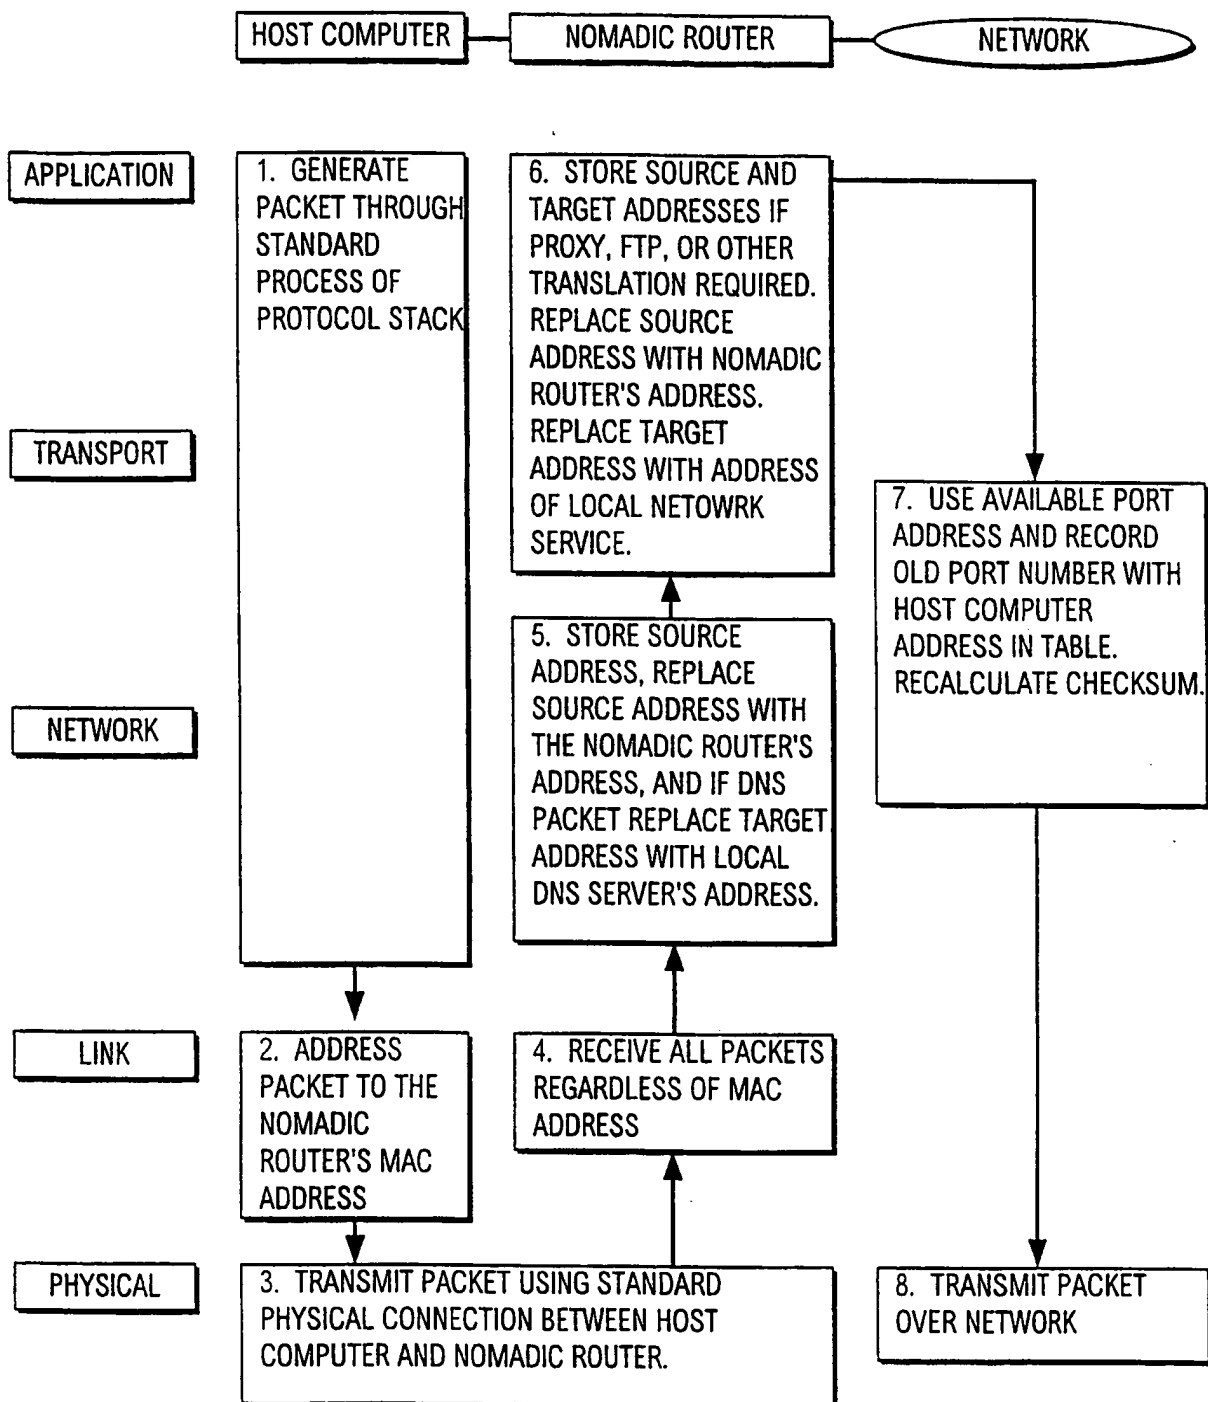 HOST COMPUTER
NOMADIC ROUTER
NETWORK
APPLICATION
TRANSPORT
NETWORK
LINK
PHYSICAL
1. GENERATE
PACKET THROUGH
STANDARD
PROCESS OF
PROTOCOL STACK
2. ADDRESS
PACKET TO THE
NOMADIC
ROUTER'S MAC
ADDRESS
3. TRANSMIT PACKET USING STANDARD
PHYSICAL CONNECTION BETWEEN HOST
COMPUTER AND NOMADIC ROUTER.
4. RECEIVE ALL PACKETS
REGARDLESS OF MAC
ADDRESS
5. STORE SOURCE
ADDRESS, REPLACE
SOURCE ADDRESS WITH
THE NOMADIC ROUTER'S
ADDRESS, AND IF DNS
PACKET REPLACE TARGET
ADDRESS WITH LOCAL
DNS SERVER'S ADDRESS.
6. STORE SOURCE AND
TARGET ADDRESSES IF
PROXY, FTP, OR OTHER
TRANSLATION REQUIRED.
REPLACE SOURCE
ADDRESS WITH NOMADIC
ROUTER'S ADDRESS.
REPLACE TARGET
ADDRESS WITH ADDRESS
OF LOCAL NETOWRK
SERVICE.
7. USE AVAILABLE PORT
ADDRESS AND RECORD
OLD PORT NUMBER WITH
HOST COMPUTER
ADDRESS IN TABLE.
RECALCULATE CHECKSUM.
8. TRANSMIT PACKET
OVER NETWORK